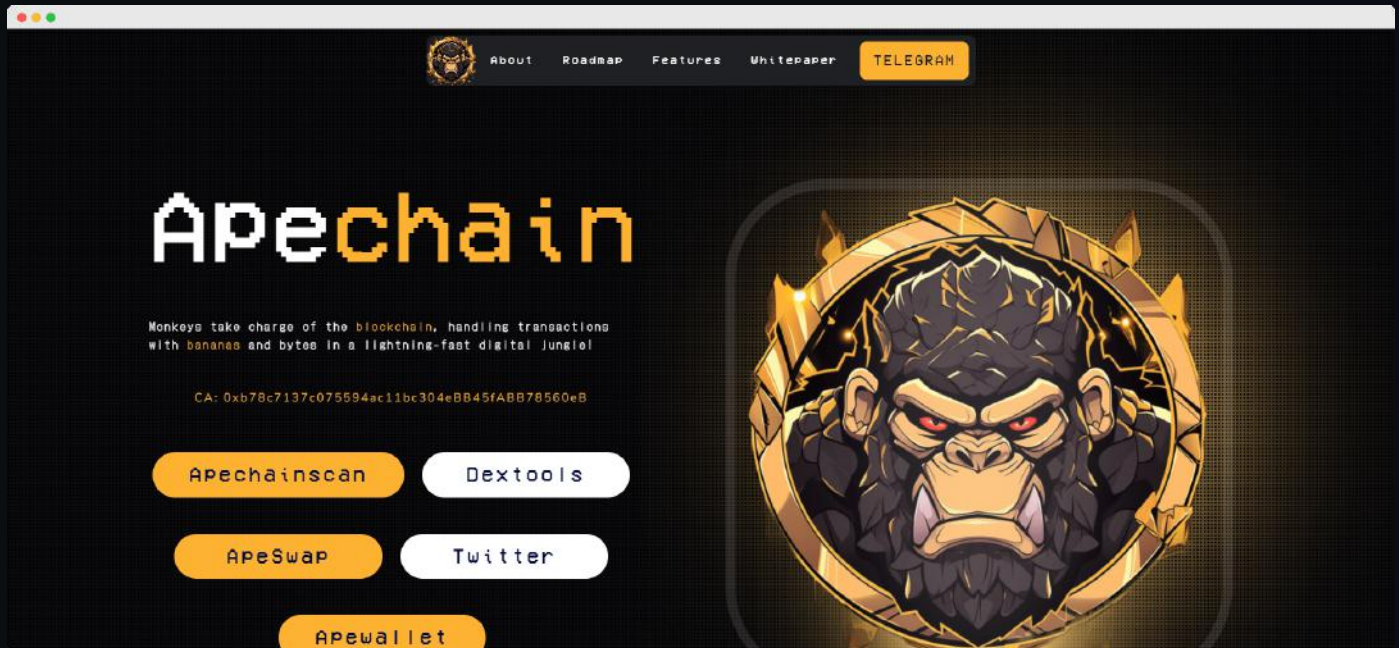 About Roadmap Features Whitepaper TELEGRAM
Apechain
Monkeys take charge of the blockchain, handling transactions
with bananas and bytes in a lightning-fast digital jungle!
CA: 0xb78c7137c075594ac11bc304eBB45fABB78560eB
Apechainscan Dextools
ApeSwap Twitter
Apewallet